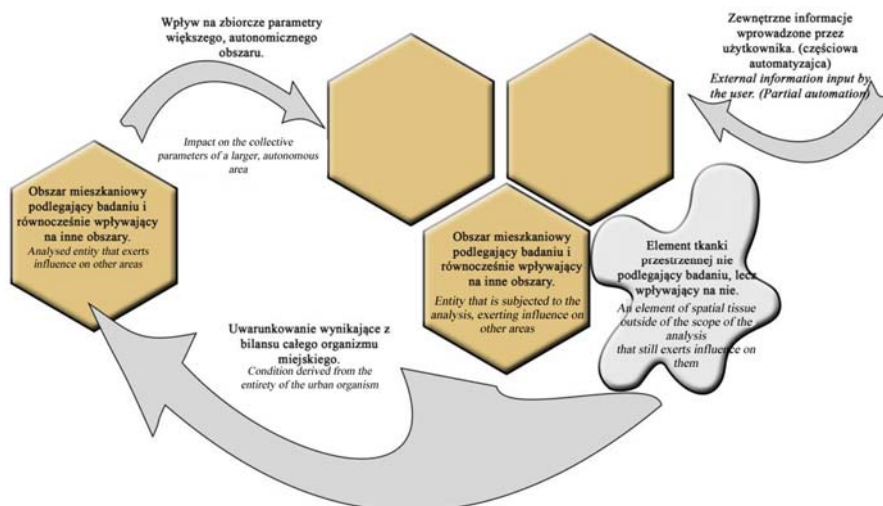 Wpływ na zbiorcze parametry
większego, autonomicznego
obszaru.
Impact on the collective
parameters of a larger, autonomous
area
Zewnętrzne informacje
wprowadzone przez
użytkownika. (częściowa
automatyzajca)
External information input by
the user. (Partial automation)
Obszar mieszkaniowy
podlegający badaniu i
równocześnie wpływający
na inne obszary.
Analysed entity that exerts
influence on other areas
Obszar mieszkaniowy
podlegający badaniu i
równocześnie wpływający
na inne obszary.
Entity that is subjected to the
analysis, exerting influence on
other areas
Element tkanki
przestrzennej nie
podlegający badaniu, lecz
wpływający na nie.
An element of spatial tissue
outside of the scope of the
analysis
that still exerts influence on
them
Uwarunkowanie wynikające z
bilansu całego organizmu
miejskiego.
Condition derived from the
entirety of the urban organism